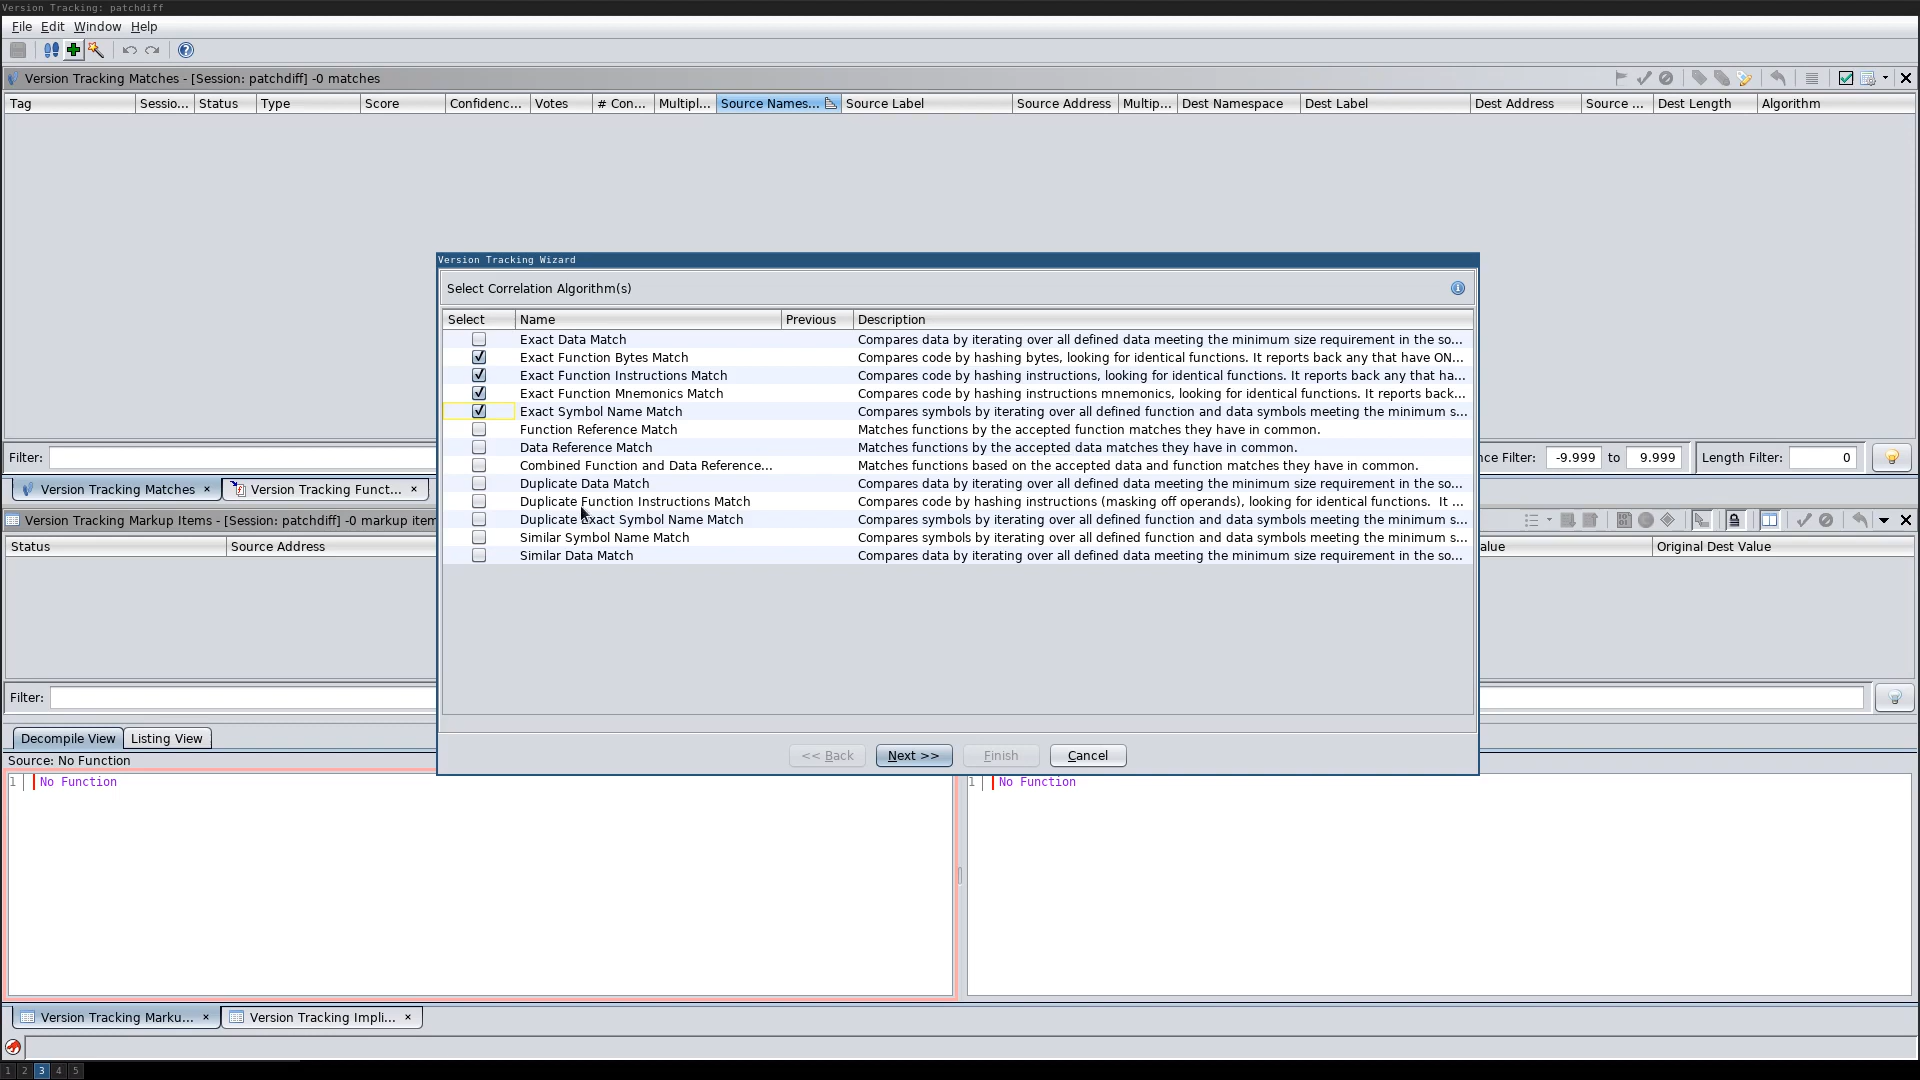 Version Tracking: patchdiff
File Edit Window Help
Version Tracking Matches - [Session: patchdiff] -0 matches
Tag Sessio... Status Type Score Confidenc... Votes # Con... Multipl... Source Names... Source Label Source Address Multip... Dest Namespace Dest Label Dest Address Source ... Dest Length Algorithm
Version Tracking Wizard
Select Correlation Algorithm(s)
Select Name Previous Description
Exact Data Match Compares data by iterating over all defined data meeting the minimum size requirement in the so...
Exact Function Bytes Match Compares code by hashing bytes, looking for identical functions. It reports back any that have ON...
Exact Function Instructions Match Compares code by hashing instructions, looking for identical functions. It reports back any that ha...
Exact Function Mnemonics Match Compares code by hashing instructions mnemonics, looking for identical functions. It reports back...
Exact Symbol Name Match Compares symbols by iterating over all defined function and data symbols meeting the minimum s...
Function Reference Match Matches functions by the accepted function matches they have in common.
Data Reference Match Matches functions by the accepted data matches they have in common.
Combined Function and Data Reference... Matches functions based on the accepted data and function matches they have in common.
Duplicate Data Match Compares data by iterating over all defined data meeting the minimum size requirement in the so...
Duplicate Function Instructions Match Compares code by hashing instructions (masking off operands), looking for identical functions. It ...
Duplicate Exact Symbol Name Match Compares symbols by iterating over all defined function and data symbols meeting the minimum s...
Similar Symbol Name Match Compares symbols by iterating over all defined function and data symbols meeting the minimum s...
Similar Data Match Compares data by iterating over all defined data meeting the minimum size requirement in the so...
<< Back Next >> Finish Cancel
Filter: nce Filter: -9.999 to 9.999 Length Filter: 0
Version Tracking Matches × Version Tracking Funct... ×
Version Tracking Markup Items - [Session: patchdiff] -0 markup item
Status Source Address alue Original Dest Value
Filter:
Decompile View Listing View
Source: No Function
1 No Function
1 No Function
Version Tracking Marku... × Version Tracking Impli... ×
1 2 3 4 5